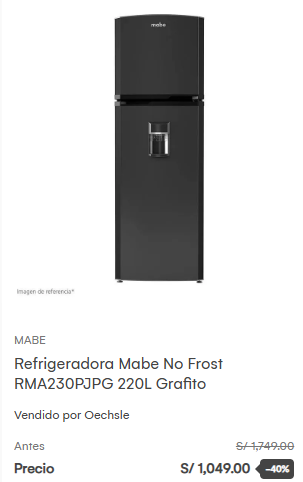 mabe
Imagen de referencia*
MABE
Refrigeradora Mabe No Frost
RMA230PJPG 220L Grafito
Vendido por Oechsle
Antes S/ 1,749.00
Precio S/ 1,049.00 -40%